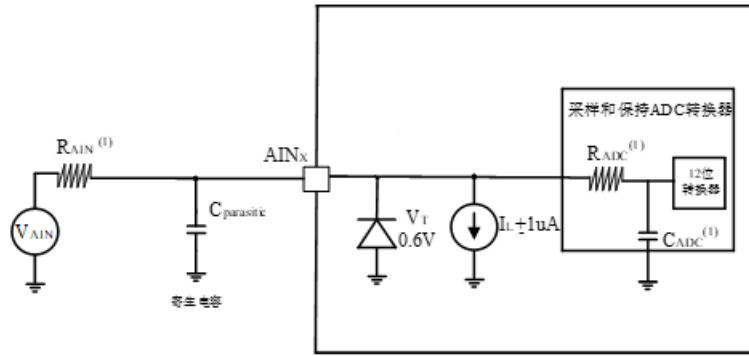 采样和保持ADC转换器
RAIN(1)
AINX
RADC(1)
12位
转换器
VAIN
Cparasitic
VT
0.6V
IL±1uA
CADC(1)
寄生电容